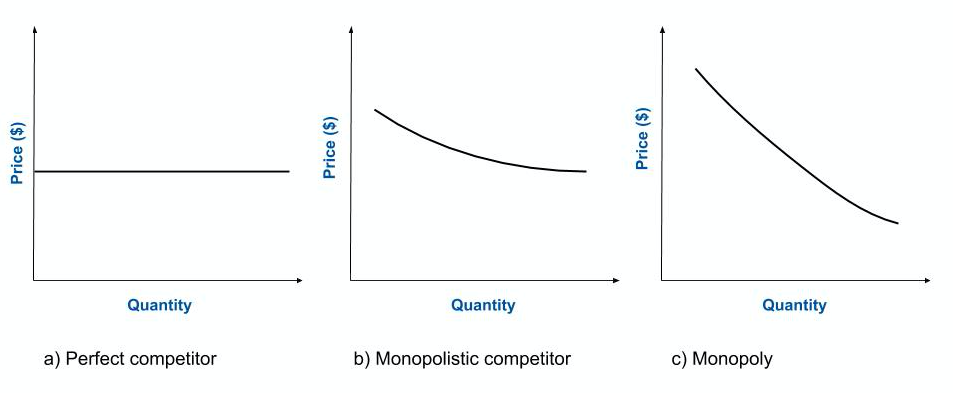 Price ($)
Quantity
a) Perfect competitor
Price ($)
Quantity
b) Monopolistic competitor
Price ($)
Quantity
c) Monopoly